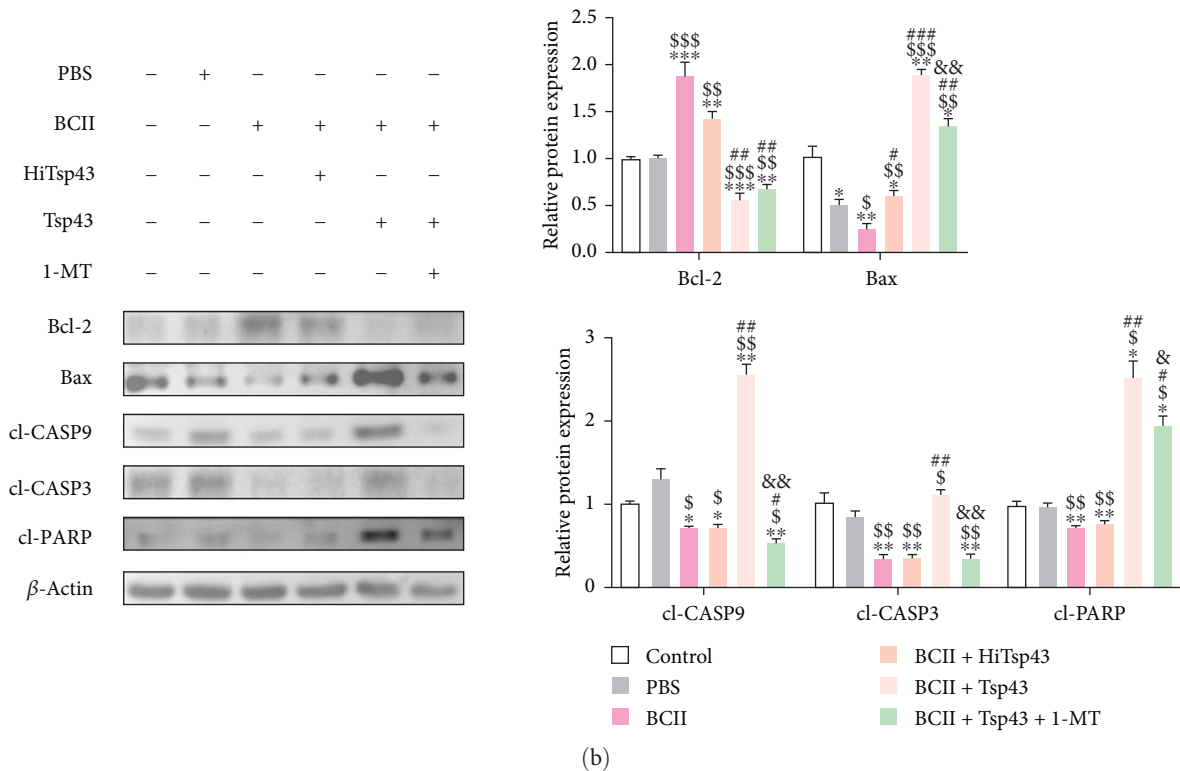 PBS − + − − − −
BCII − − + + + +
HiTsp43 − − − + − −
Tsp43 − − − − + +
1-MT − − − − − +
Bcl-2
Bax
cl-CASP9
cl-CASP3
cl-PARP
β-Actin
Relative protein expression
2.5
2.0
1.5
1.0
0.5
0.0
$$$
***
$$
**
##
$$$
***
##
$$
**
*
$
**
#
$$
*
###
$$$
**
&&
##
$$
*
Bcl-2 Bax
Relative protein expression
3
2
1
0
$
*
$
*
##
$$
**
&&
#
$
**
$$
**
$$
**
##
$
&&
$$
**
$$
**
$$
**
##
$
*
&
#
$
*
cl-CASP9 cl-CASP3 cl-PARP
Control
PBS
BCII
BCII + HiTsp43
BCII + Tsp43
BCII + Tsp43 + 1-MT
(b)